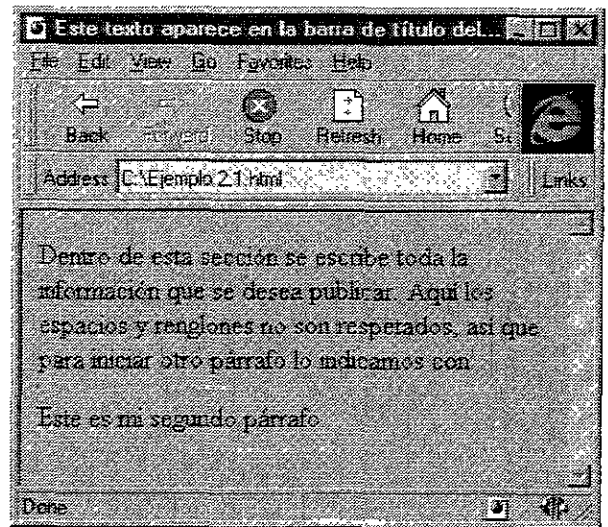 Este texto aparece en la barra de título del...
File Edit View Go Favorites Help
Back Forward Stop Refresh Home
Address C:\Ejemplo 2.1.html Links
Dentro de esta sección se escribe toda la
información que se desea publicar. Aquí los
espacios y renglones no son respetados, así que
para iniciar otro párrafo lo indicamos con
Este es mi segundo párrafo
Done